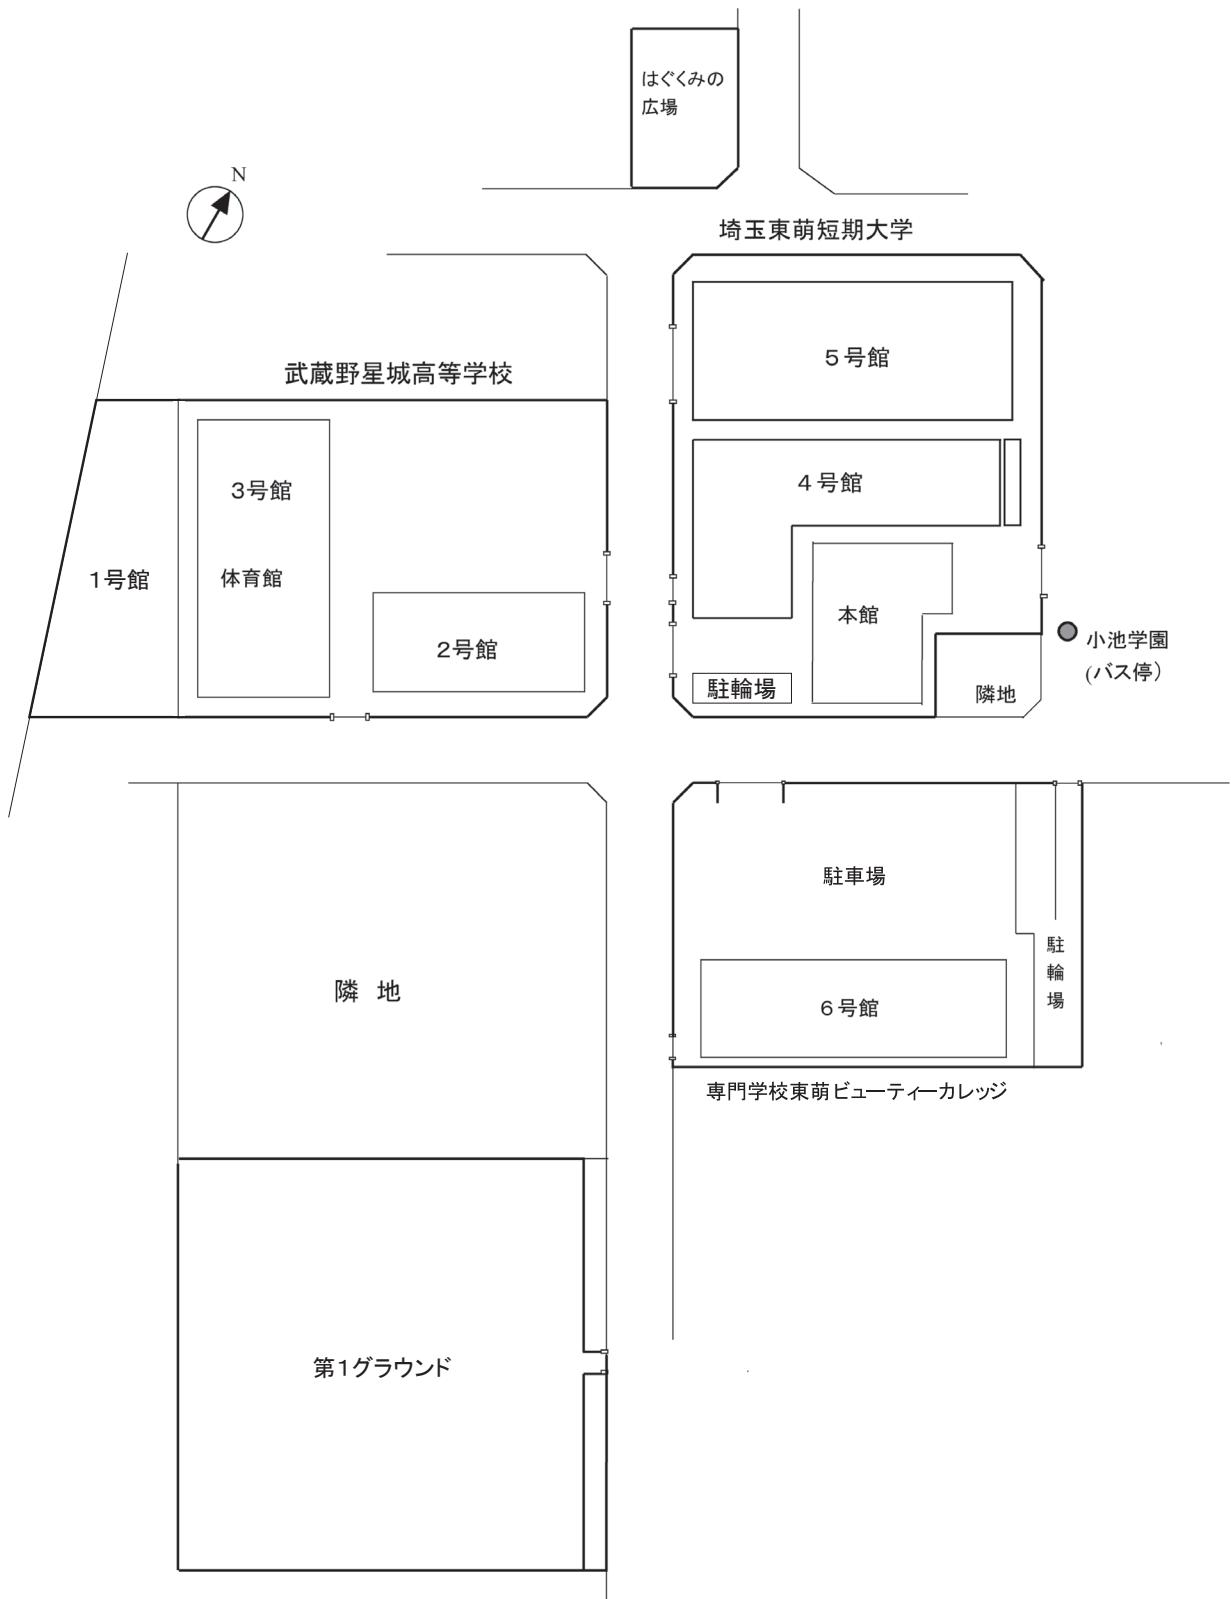 はぐくみの
広場
N
埼玉東萌短期大学
5号館
武蔵野星城高等学校
3号館
4号館
1号館
体育館
本館
2号館
小池学園
(バス停)
駐輪場
隣地
駐車場
駐輪場
隣 地
6号館
専門学校東萌ビューティーカレッジ
第1グラウンド